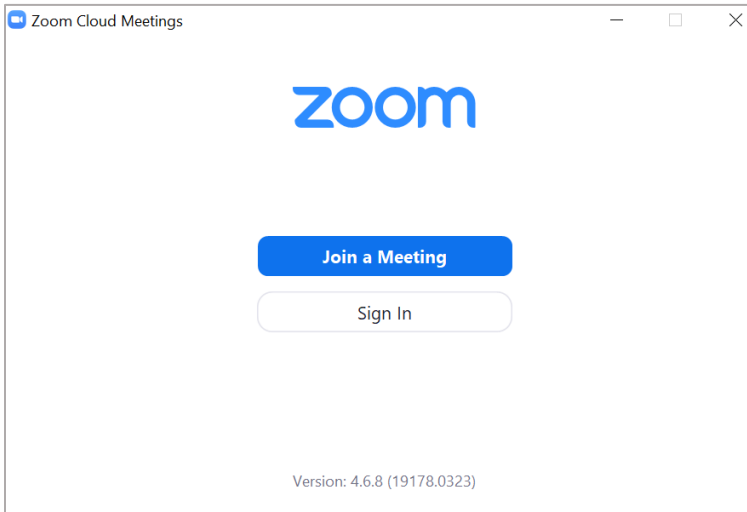 Zoom Cloud Meetings
zoom
Join a Meeting
Sign In
Version: 4.6.8 (19178.0323)